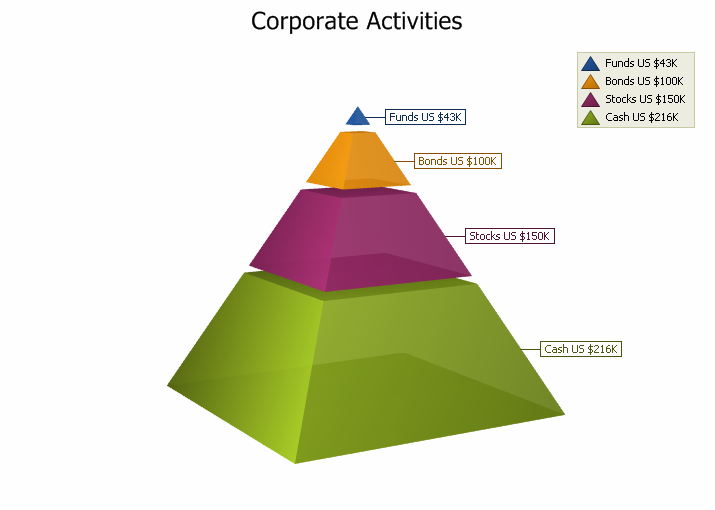 Corporate Activities
Funds US $43K
Bonds US $100K
Stocks US $150K
Cash US $216K
Funds US $43K
Bonds US $100K
Stocks US $150K
Cash US $216K